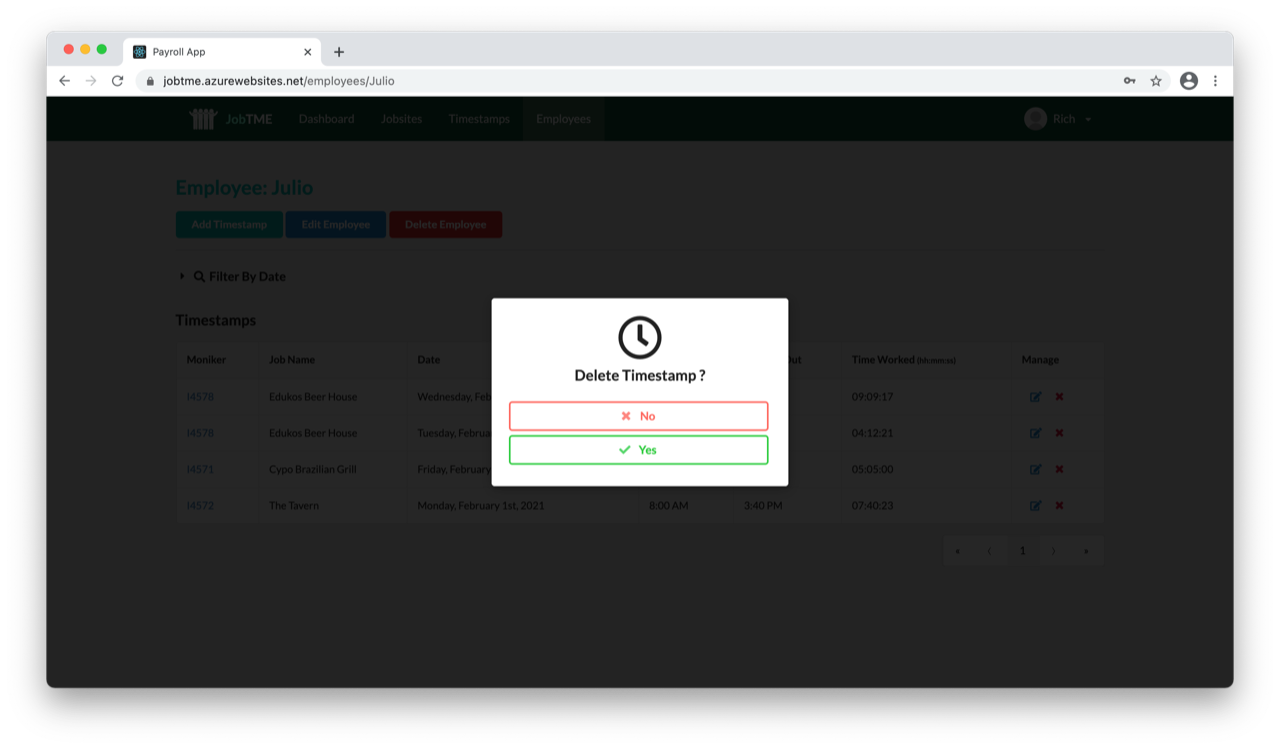 Payroll App
jobtme.azurewebsites.net/employees/Julio
JobTME Dashboard Jobsites Timestamps Employees Rich
Employee: Julio
Add Timestamp Edit Employee Delete Employee
Filter By Date
Timestamps
Moniker Job Name Date Out Time Worked (hh:mm:ss) Manage
14578 Edukos Beer House Wednesday, Feb 09:09:17
14578 Edukos Beer House Tuesday, Februa 04:12:21
14571 Cypo Brazilian Grill Friday, February 05:05:00
14572 The Tavern Monday, February 1st, 2021 8:00 AM 3:40 PM 07:40:23
Delete Timestamp ?
No
Yes
« ⟨ 1 ⟩ »